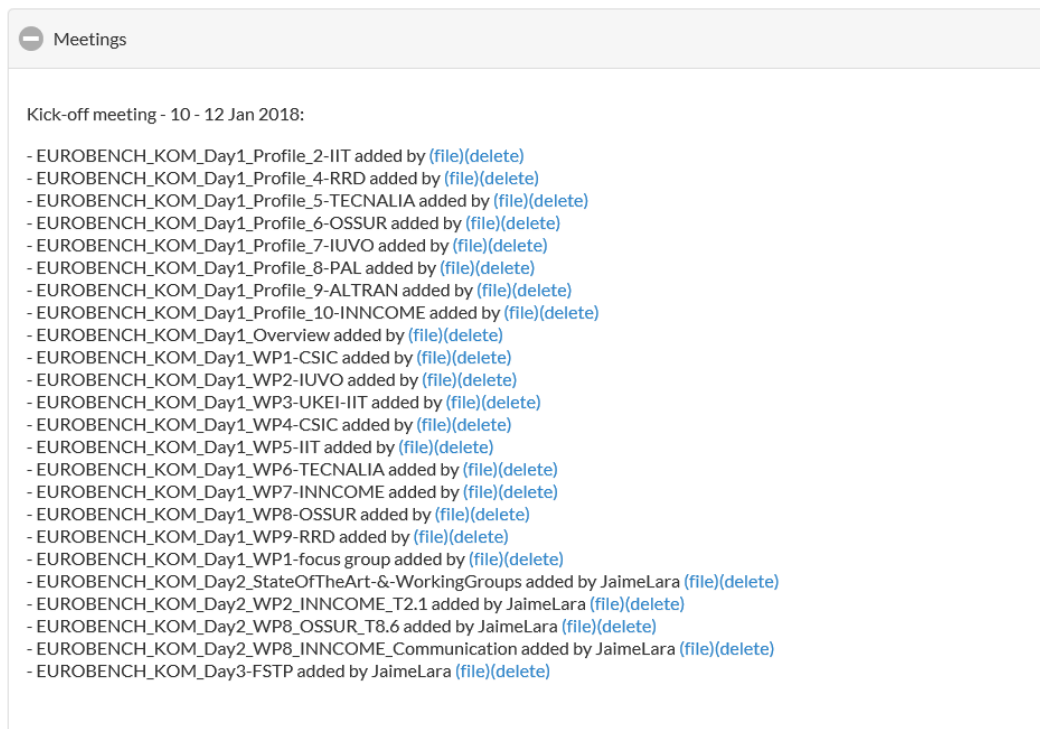 Meetings
Kick-off meeting - 10 - 12 Jan 2018:
- EUROBENCH_KOM_Day1_Profile_2-IIT added by (file)(delete)
- EUROBENCH_KOM_Day1_Profile_4-RRD added by (file)(delete)
- EUROBENCH_KOM_Day1_Profile_5-TECNALIA added by (file)(delete)
- EUROBENCH_KOM_Day1_Profile_6-OSSUR added by (file)(delete)
- EUROBENCH_KOM_Day1_Profile_7-IUVO added by (file)(delete)
- EUROBENCH_KOM_Day1_Profile_8-PAL added by (file)(delete)
- EUROBENCH_KOM_Day1_Profile_9-ALTRAN added by (file)(delete)
- EUROBENCH_KOM_Day1_Profile_10-INNCOME added by (file)(delete)
- EUROBENCH_KOM_Day1_Overview added by (file)(delete)
- EUROBENCH_KOM_Day1_WP1-CSIC added by (file)(delete)
- EUROBENCH_KOM_Day1_WP2-IUVO added by (file)(delete)
- EUROBENCH_KOM_Day1_WP3-UKEI-IIT added by (file)(delete)
- EUROBENCH_KOM_Day1_WP4-CSIC added by (file)(delete)
- EUROBENCH_KOM_Day1_WP5-IIT added by (file)(delete)
- EUROBENCH_KOM_Day1_WP6-TECNALIA added by (file)(delete)
- EUROBENCH_KOM_Day1_WP7-INNCOME added by (file)(delete)
- EUROBENCH_KOM_Day1_WP8-OSSUR added by (file)(delete)
- EUROBENCH_KOM_Day1_WP9-RRD added by (file)(delete)
- EUROBENCH_KOM_Day1_WP1-focus group added by (file)(delete)
- EUROBENCH_KOM_Day2_StateOfTheArt-&-WorkingGroups added by JaimeLara (file)(delete)
- EUROBENCH_KOM_Day2_WP2_INNCOME_T2.1 added by JaimeLara (file)(delete)
- EUROBENCH_KOM_Day2_WP8_OSSUR_T8.6 added by JaimeLara (file)(delete)
- EUROBENCH_KOM_Day2_WP8_INNCOME_Communication added by JaimeLara (file)(delete)
- EUROBENCH_KOM_Day3-FSTP added by JaimeLara (file)(delete)